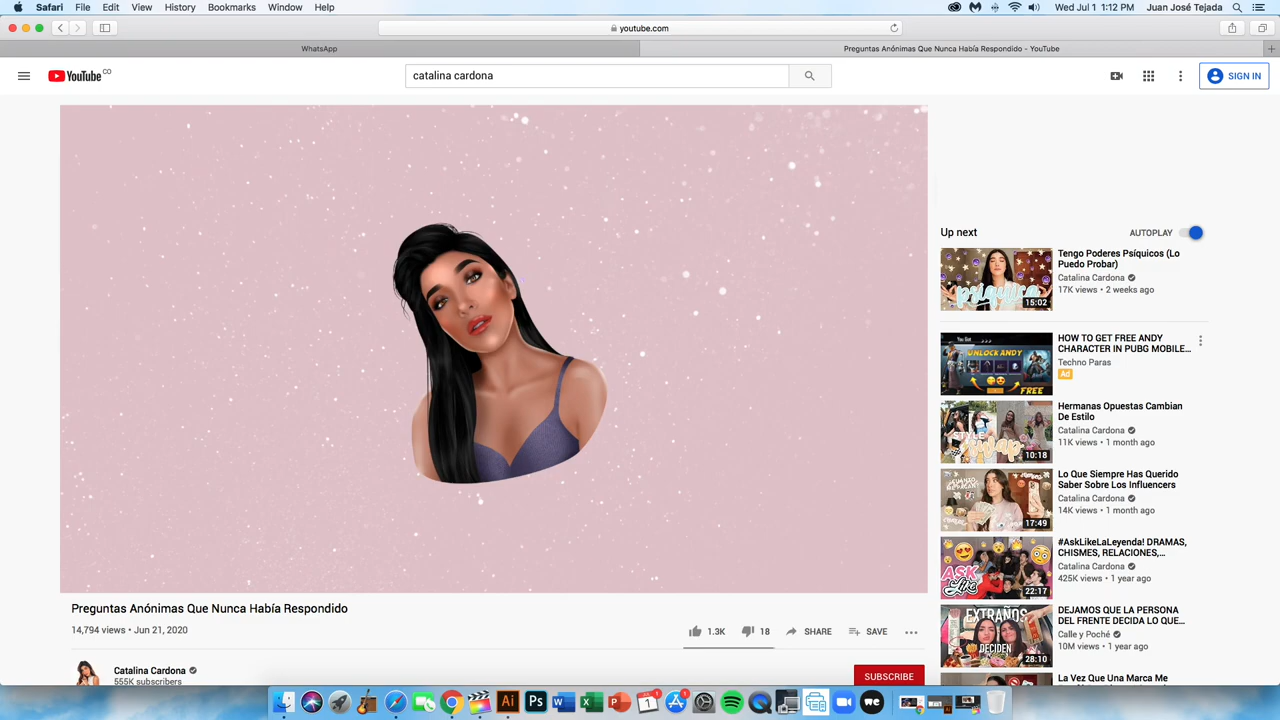 Safari File Edit View History Bookmarks Window Help Wed Jul 1 1:12 PM Juan José Tejada
youtube.com
WhatsApp Preguntas Anónimas Que Nunca Había Respondido - YouTube
YouTube CO catalina cardona SIGN IN
Up next AUTOPLAY
Tengo Poderes Psíquicos (Lo
Puedo Probar)
Catalina Cardona
17K views • 2 weeks ago
psíquica
15:02
HOW TO GET FREE ANDY
CHARACTER IN PUBG MOBILE...
Techno Paras
Ad
UNLOCK ANDY
FREE
Hermanas Opuestas Cambian
De Estilo
Catalina Cardona
11K views • 1 month ago
STYLE
swap
10:18
Lo Que Siempre Has Querido
Saber Sobre Los Influencers
Catalina Cardona
14K views • 1 month ago
17:49
#AskLikeLaLeyenda! DRAMAS,
CHISMES, RELACIONES,...
Catalina Cardona
425K views • 1 year ago
ASK
Like
22:17
DEJAMOS QUE LA PERSONA
DEL FRENTE DECIDA LO QUE...
Calle y Poché
10M views • 1 year ago
EXTRAÑOS
DECIDEN
28:10
La Vez Que Una Marca Me
Preguntas Anónimas Que Nunca Había Respondido
14,794 views • Jun 21, 2020
1.3K 18 SHARE SAVE
Catalina Cardona
555K subscribers
SUBSCRIBE
Ai Ps W X P 1 we